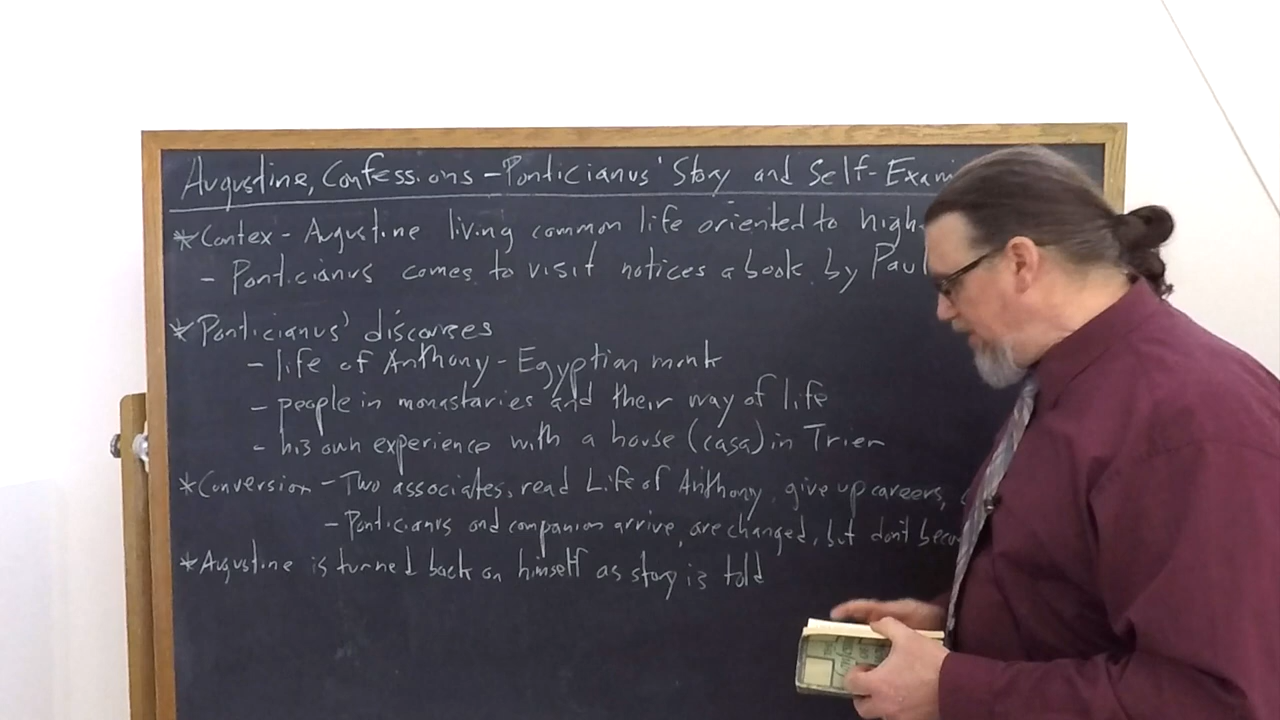 Augustine, Confessions - Ponticianus' Story and Self-Exam
* Contex - Augustine living common life oriented to high-
- Ponticianus comes to visit notices a book by Paul
* Ponticianus' discourses
- life of Anthony - Egyptian monk
- people in monastaries and their way of life
- his own experience with a house (casa) in Trier
* Conversion - Two associates, read Life of Anthony, give up careers,
- Ponticianus and companion arrive, are changed, but don't beco
* Augustine is turned back on himself as story is told